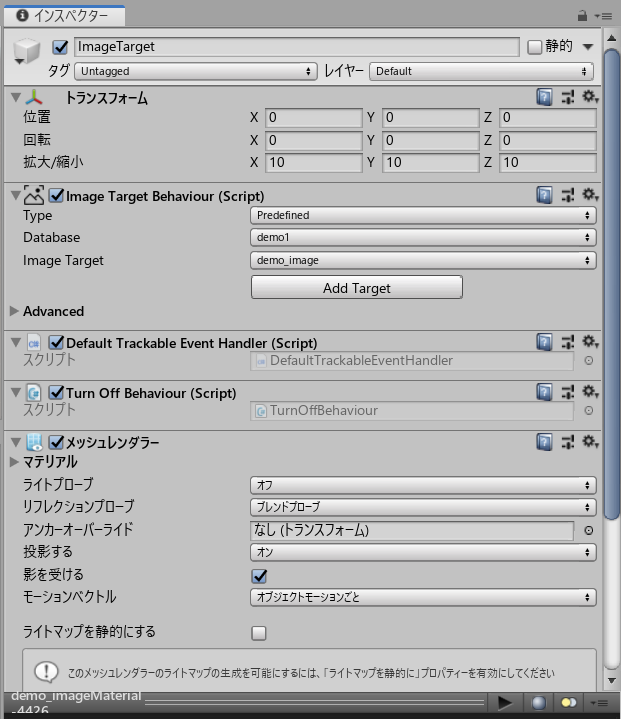 インスペクター
ImageTarget 静的
タグ Untagged レイヤー Default
トランスフォーム
位置 X 0 Y 0 Z 0
回転 X 0 Y 0 Z 0
拡大/縮小 X 10 Y 10 Z 10
Image Target Behaviour (Script)
Type Predefined
Database demo1
Image Target demo_image
Add Target
Advanced
Default Trackable Event Handler (Script)
スクリプト DefaultTrackableEventHandler
Turn Off Behaviour (Script)
スクリプト TurnOffBehaviour
メッシュレンダラー
マテリアル
ライトプローブ オフ
リフレクションプローブ ブレンドプローブ
アンカーオーバーライド なし (トランスフォーム)
投影する オン
影を受ける
モーションベクトル オブジェクトモーションごと
ライトマップを静的にする
このメッシュレンダラーのライトマップの生成を可能にするには、「ライトマップを静的に」プロパティーを有効にしてください
demo_imageMaterial
-4426